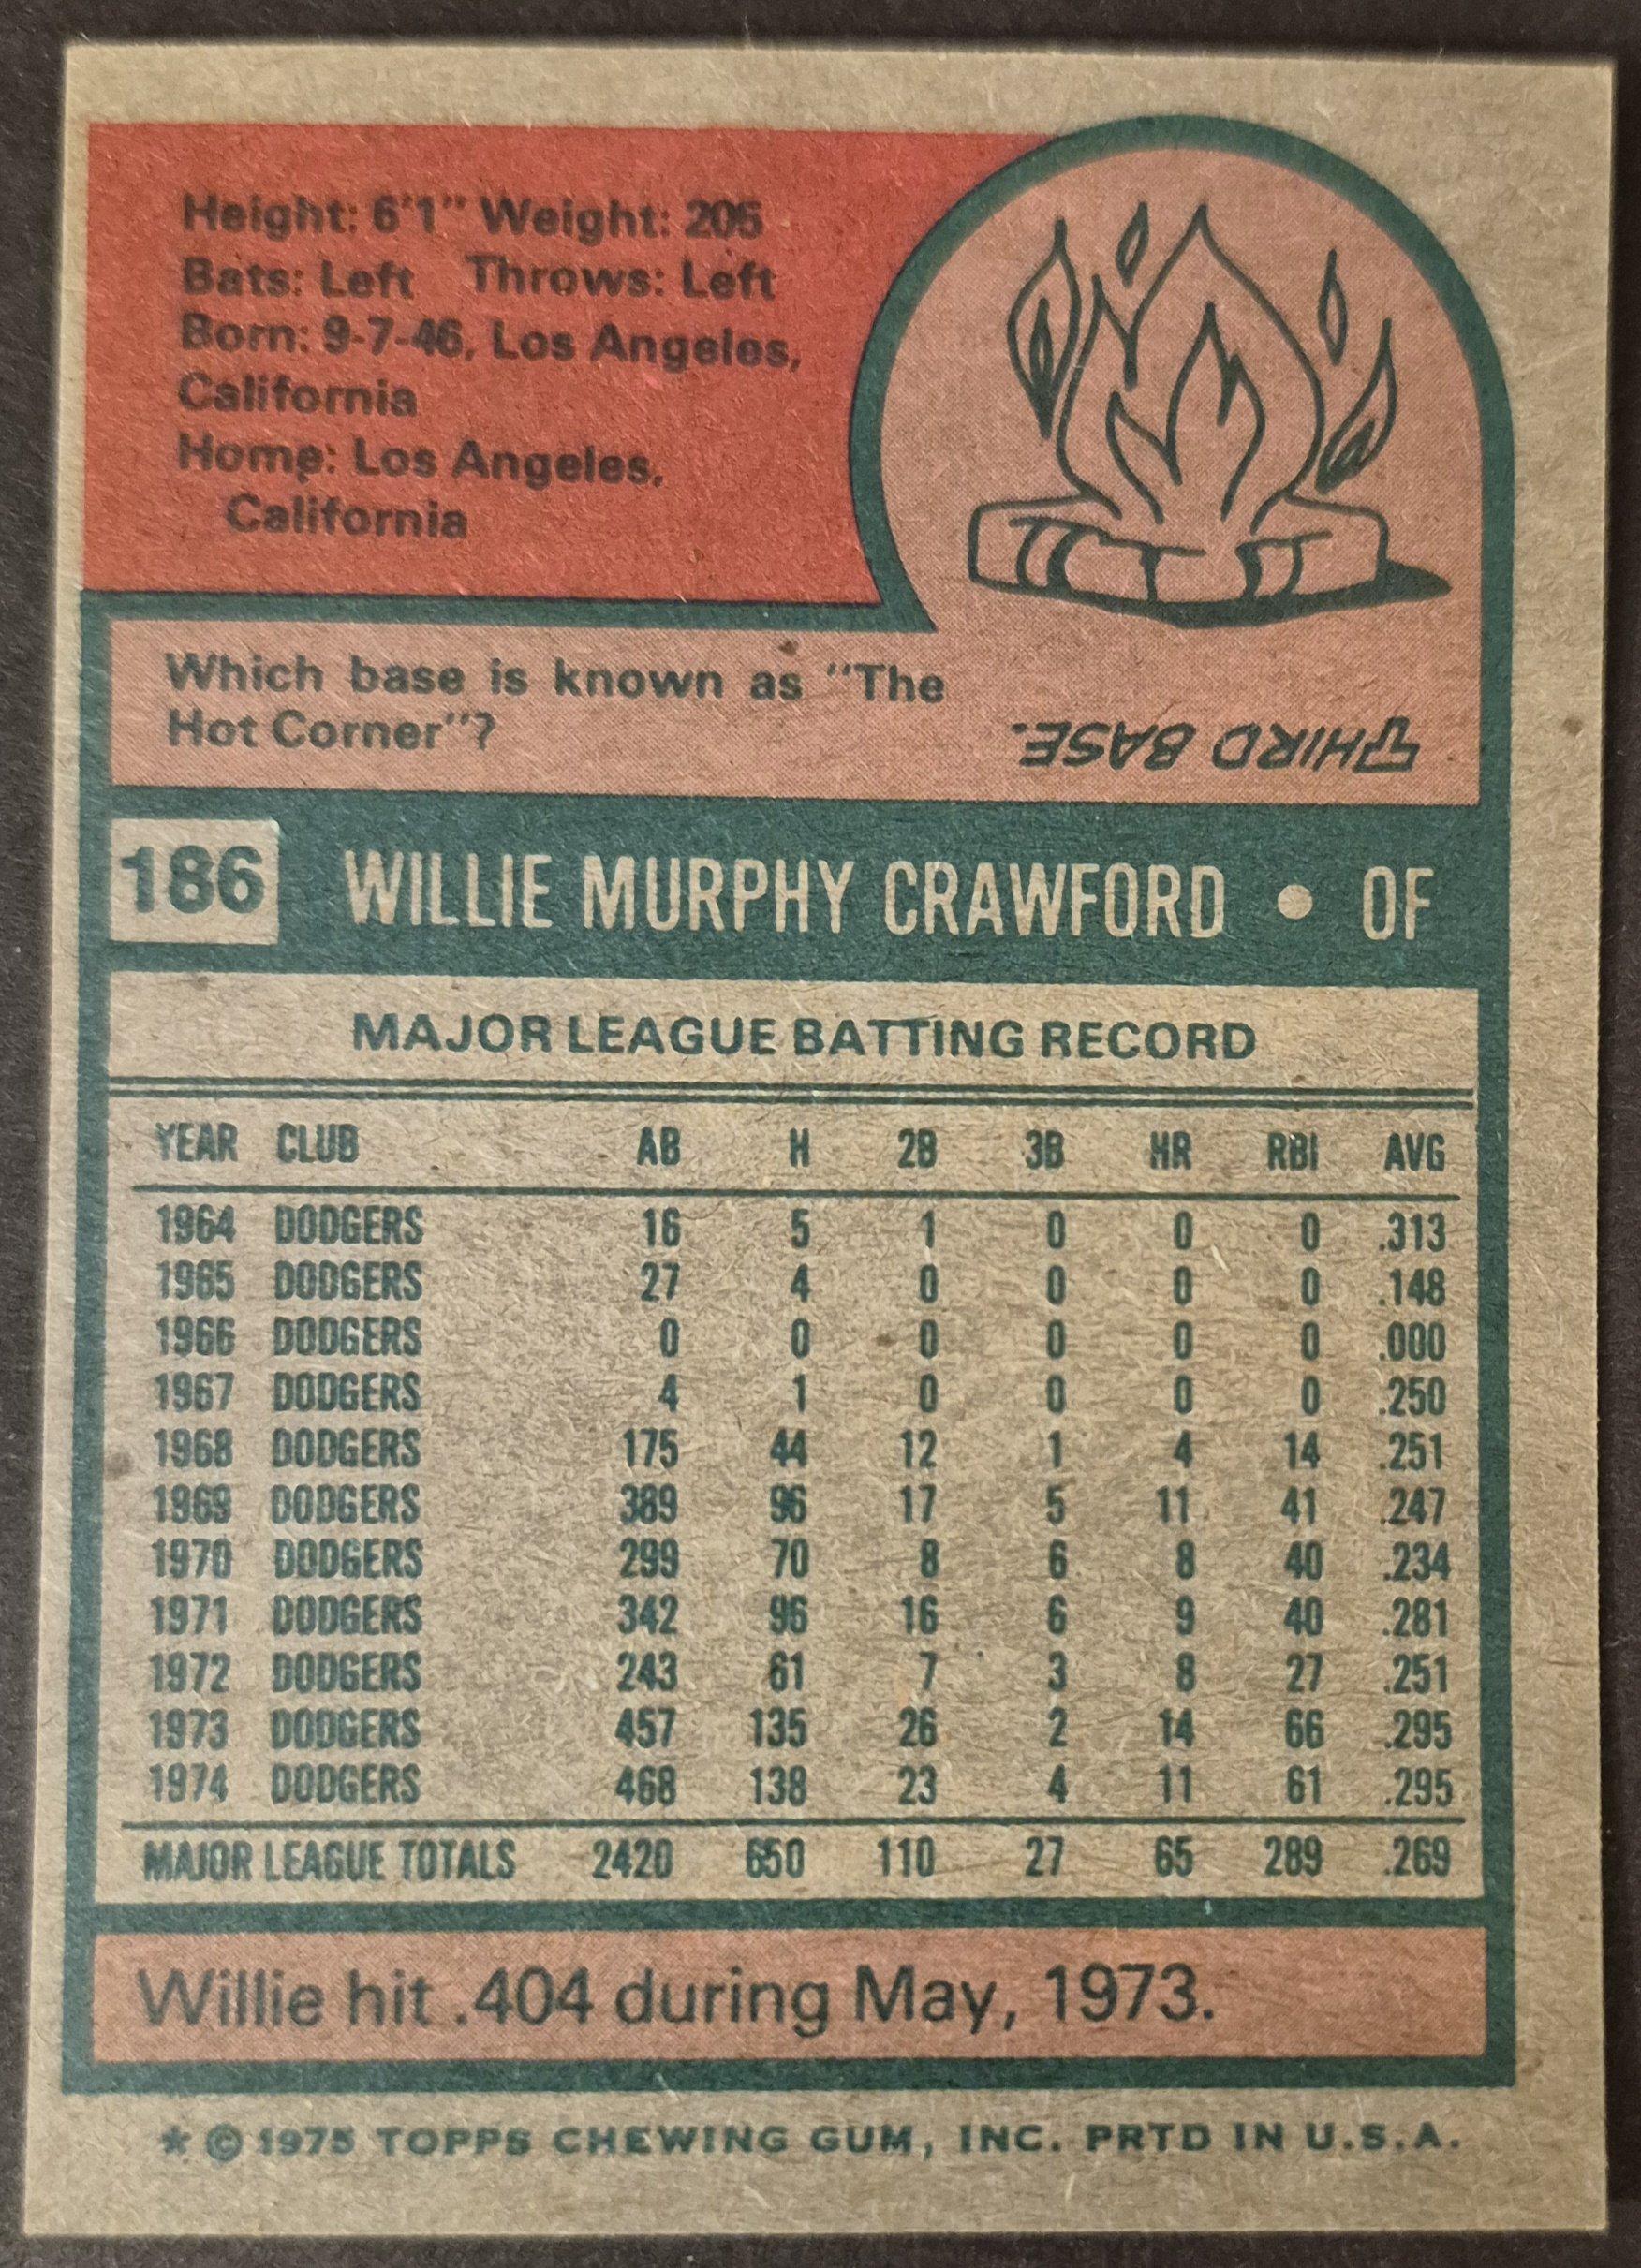 Height: 6'1" Weight: 205
Bats: Left Throws: Left
Born: 9-7-46, Los Angeles,
California
Home: Los Angeles,
California
Which base is known as "The
Hot Corner"?
THIRD BASE.
186 WILLIE MURPHY CRAWFORD • OF
MAJOR LEAGUE BATTING RECORD
YEAR CLUB AB H 2B 3B HR RBI AVG
1964 DODGERS 16 5 1 0 0 0 .313
1965 DODGERS 27 4 0 0 0 0 .148
1966 DODGERS 0 0 0 0 0 0 .000
1967 DODGERS 4 1 0 0 0 0 .250
1968 DODGERS 175 44 12 1 4 14 .251
1969 DODGERS 389 96 17 5 11 41 .247
1970 DODGERS 299 70 8 6 8 40 .234
1971 DODGERS 342 96 16 6 9 40 .281
1972 DODGERS 243 61 7 3 8 27 .251
1973 DODGERS 457 135 26 2 14 66 .295
1974 DODGERS 468 138 23 4 11 61 .295
MAJOR LEAGUE TOTALS 2420 650 110 27 65 289 .269
Willie hit .404 during May, 1973.
* © 1975 TOPPS CHEWING GUM, INC. PRTD IN U.S.A.